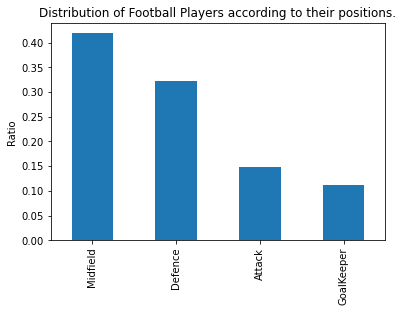 Distribution of Football Players according to their positions.
0.40
0.35
0.30
0.25
0.20
0.15
0.10
0.05
0.00
Ratio
Midfield
Defence
Attack
GoalKeeper